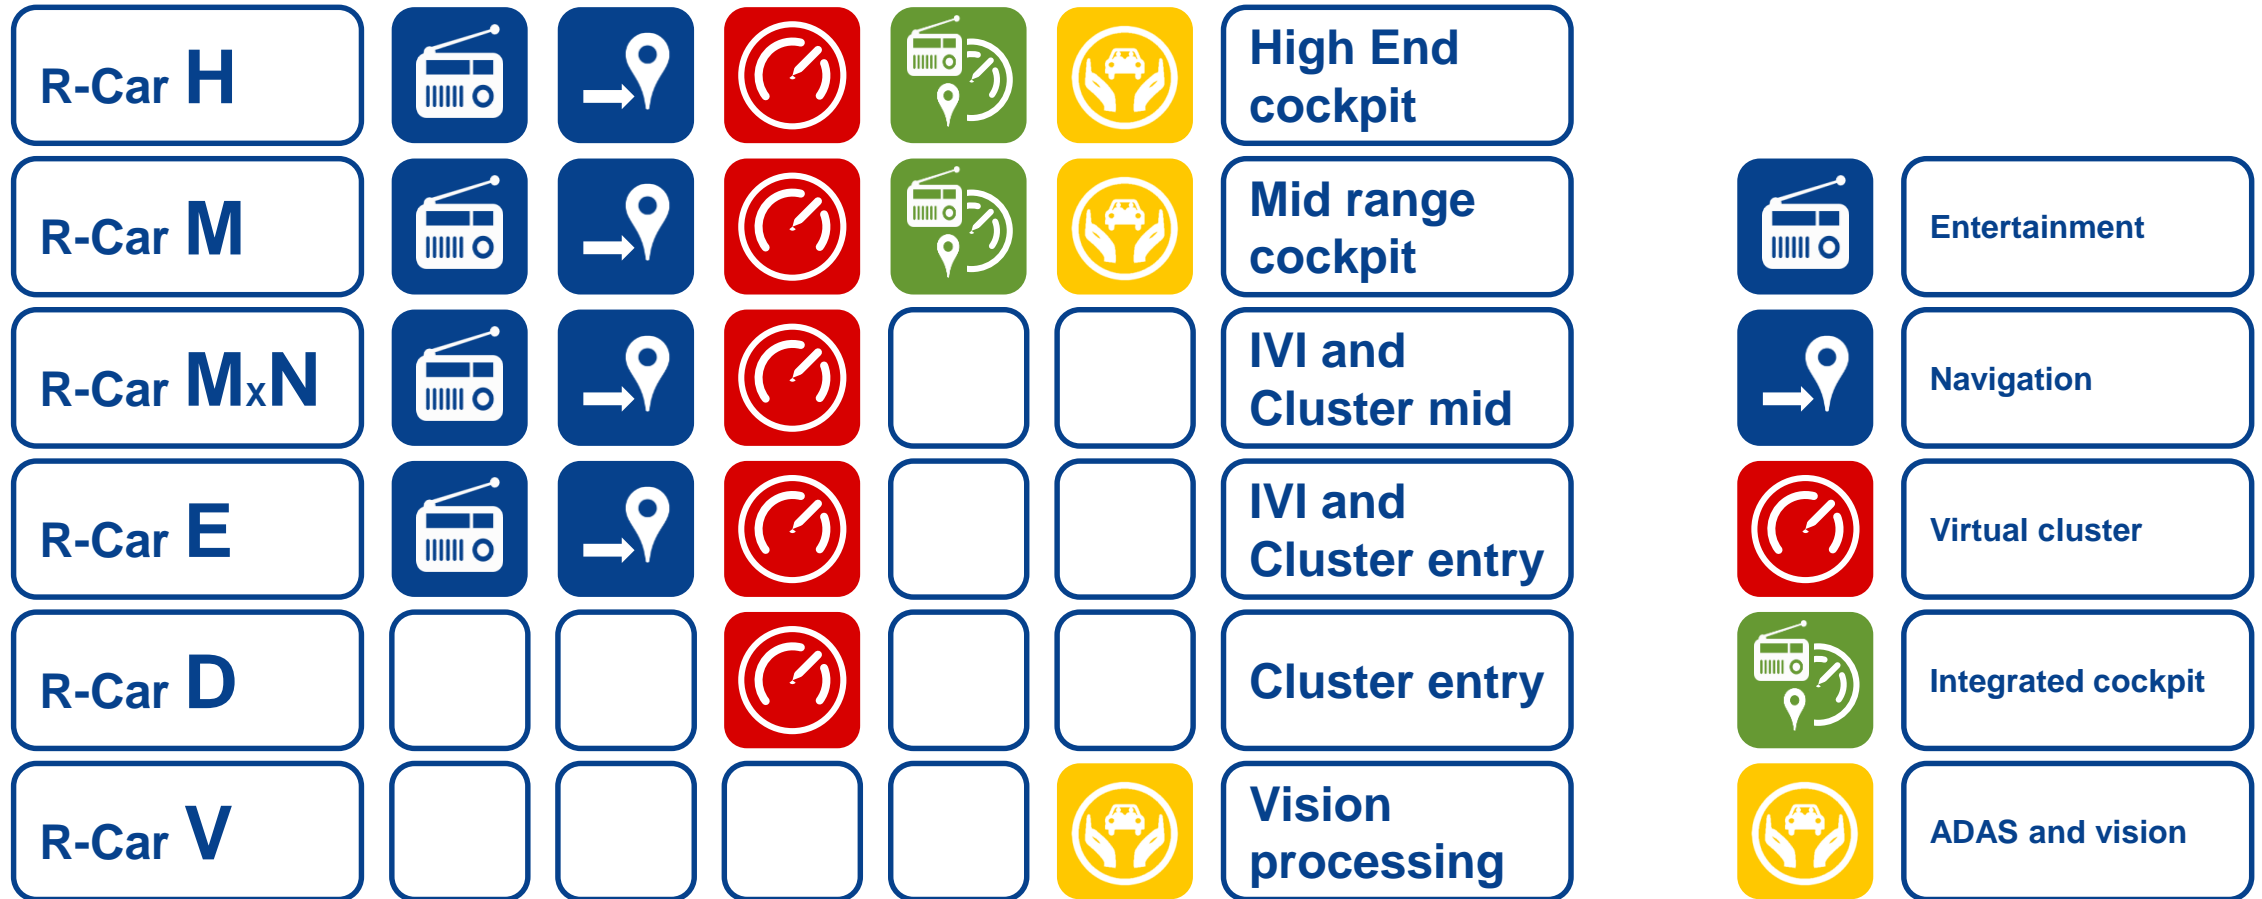 R-Car H
High End
cockpit
R-Car M
Mid range
cockpit
Entertainment
R-Car MxN
IVI and
Cluster mid
Navigation
R-Car E
IVI and
Cluster entry
Virtual cluster
R-Car D
Cluster entry
Integrated cockpit
R-Car V
Vision
processing
ADAS and vision